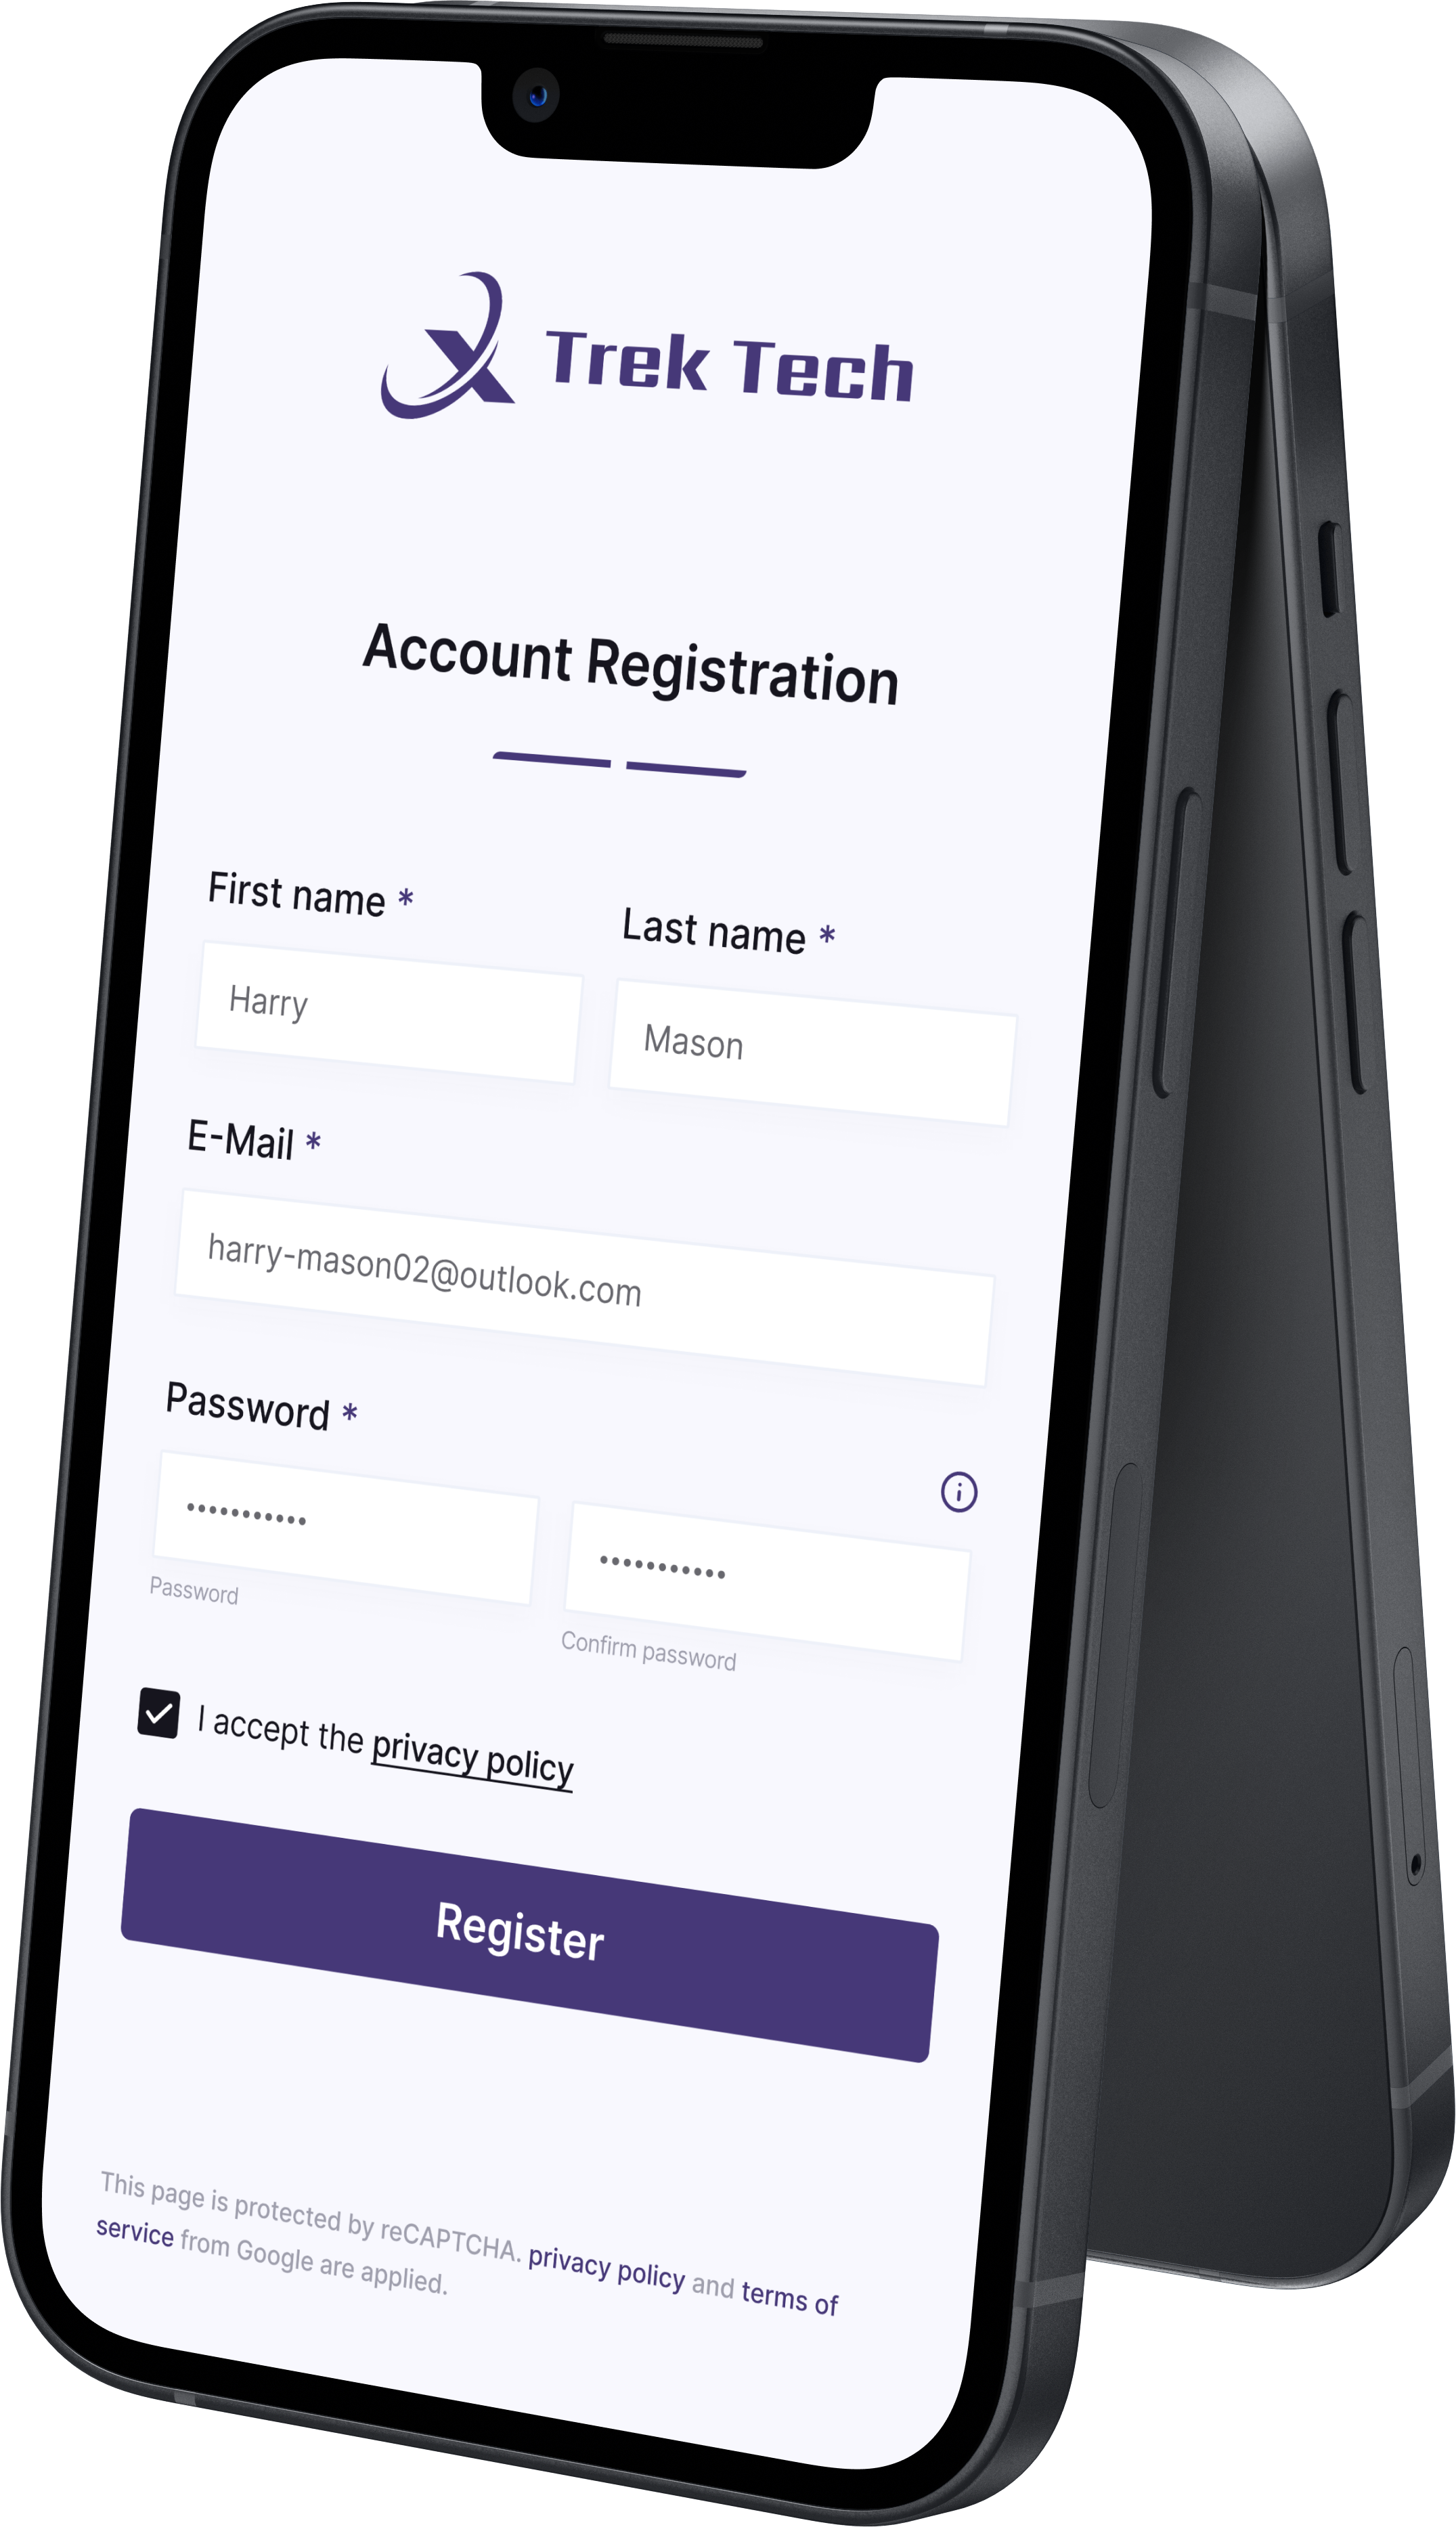 Trek Tech
Account Registration
First name *
Last name *
Harry
Mason
E-Mail *
harry-mason02@outlook.com
Password *
•••••••••••
•••••••••••
Password
Confirm password
I accept the privacy policy
Register
This page is protected by reCAPTCHA. privacy policy and terms of
service from Google are applied.